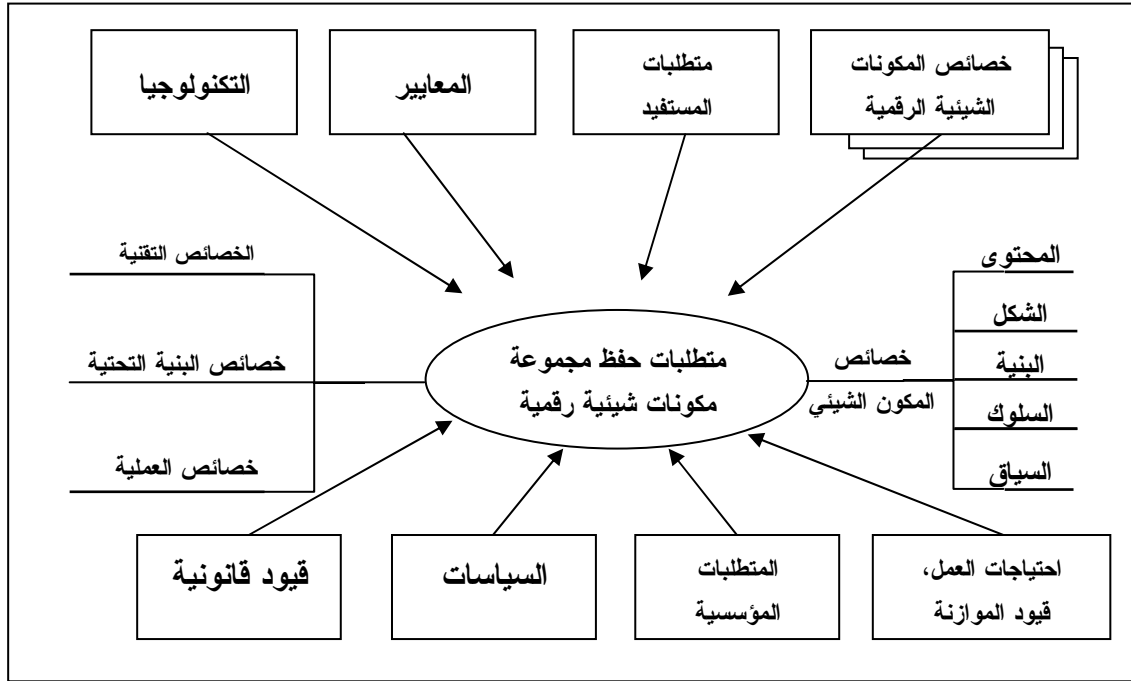 خصائص المكونات
الشيئية الرقمية
متطلبات
المستفيد
المعايير
التكنولوجيا
المحتوى
الشكل
البنية
السلوك
السياق
خصائص
المكون الشيئي
متطلبات حفظ مجموعة
مكونات شيئية رقمية
الخصائص التقنية
خصائص البنية التحتية
خصائص العملية
احتياجات العمل،
قيود الموازنة
المتطلبات
المؤسسية
السياسات
قيود قانونية